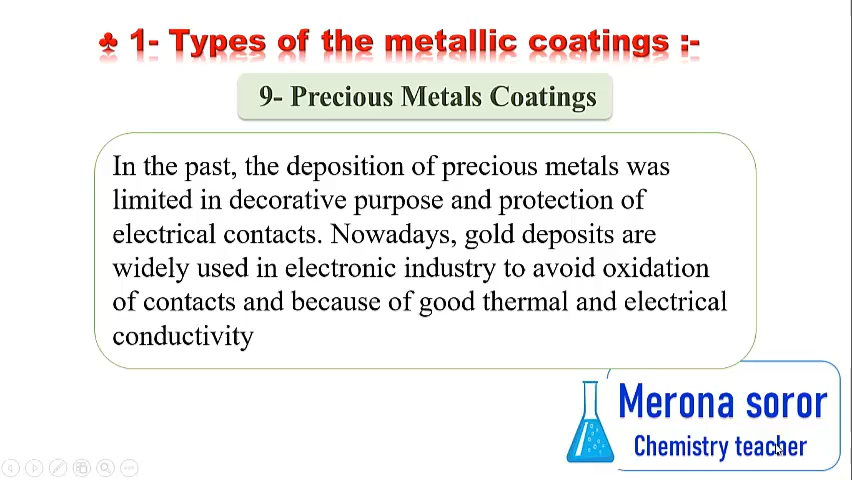 ♣ 1- Types of the metallic coatings :-
9- Precious Metals Coatings
In the past, the deposition of precious metals was
limited in decorative purpose and protection of
electrical contacts. Nowadays, gold deposits are
widely used in electronic industry to avoid oxidation
of contacts and because of good thermal and electrical
conductivity
Merona soror
Chemistry teacher